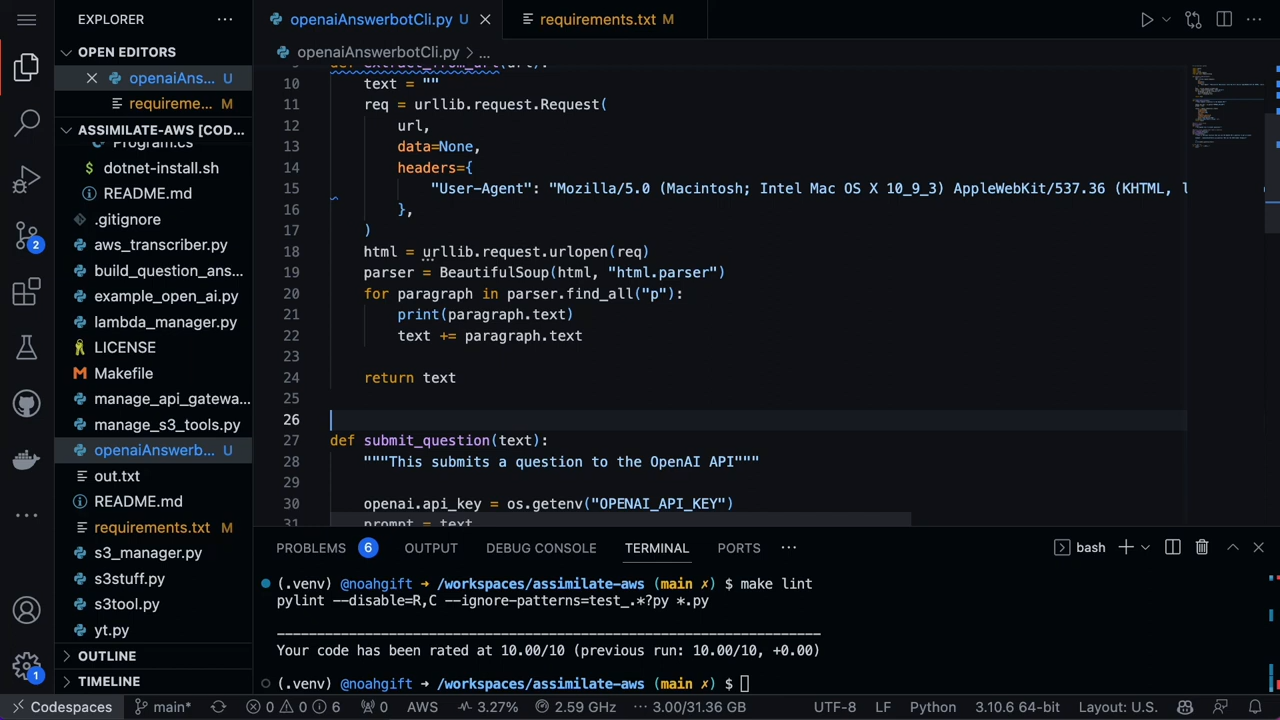 EXPLORER
OPEN EDITORS
openaiAns... U
requireme... M
ASSIMILATE-AWS [COD...
Program.cs
$ dotnet-install.sh
README.md
.gitignore
aws_transcriber.py
build_question_ans...
example_open_ai.py
lambda_manager.py
LICENSE
Makefile
manage_api_gatewa...
manage_s3_tools.py
openaiAnswerb... U
out.txt
README.md
requirements.txt M
s3_manager.py
s3stuff.py
s3tool.py
yt.py
OUTLINE
TIMELINE
2
1
openaiAnswerbotCli.py U
requirements.txt M
openaiAnswerbotCli.py > ...
9 def extract_from_url(url):
10 text = ""
11 req = urllib.request.Request(
12 url,
13 data=None,
14 headers={
15 "User-Agent": "Mozilla/5.0 (Macintosh; Intel Mac OS X 10_9_3) AppleWebKit/537.36 (KHTML, l
16 },
17 )
18 html = urllib.request.urlopen(req)
19 parser = BeautifulSoup(html, "html.parser")
20 for paragraph in parser.find_all("p"):
21 print(paragraph.text)
22 text += paragraph.text
23
24 return text
25
26
27 def submit_question(text):
28 """This submits a question to the OpenAI API"""
29
30 openai.api_key = os.getenv("OPENAI_API_KEY")
31 prompt = text
PROBLEMS 6 OUTPUT DEBUG CONSOLE TERMINAL PORTS ... bash
(.venv) @noahgift → /workspaces/assimilate-aws (main ✗) $ make lint
pylint --disable=R,C --ignore-patterns=test_.*?py *.py
--------------------------------------------------------------------
Your code has been rated at 10.00/10 (previous run: 10.00/10, +0.00)
(.venv) @noahgift → /workspaces/assimilate-aws (main ✗) $
Codespaces main* 0 0 6 0 AWS 3.27% 2.59 GHz ... 3.00/31.36 GB UTF-8 LF Python 3.10.6 64-bit Layout: U.S.